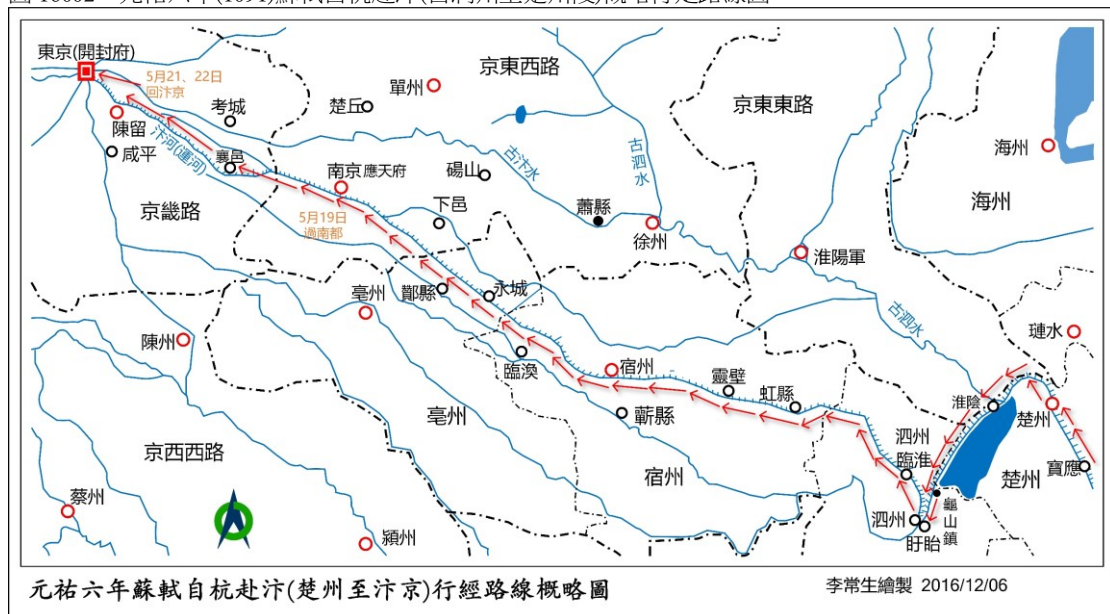 東京(開封府)
5月21、22日
回汴京
陳留
咸平
考城
汴河(運河)
襄邑
楚丘
單州
京東西路
京東東路
海州
海州
古汴水
古泗水
碭山
南京應天府
下邑
蕭縣
徐州
淮陽軍
京畿路
5月19日
過南都
酇縣
永城
亳州
陳州
臨渙
宿州
靈壁
虹縣
蘄縣
古泗水
漣水
淮陰
楚州
寶應
楚州
泗州
臨淮
龜山鎮
泗州
盱眙
亳州
宿州
京西西路
蔡州
潁州
元祐六年蘇軾自杭赴汴(楚州至汴京)行經路線概略圖
李常生繪製 2016/12/06